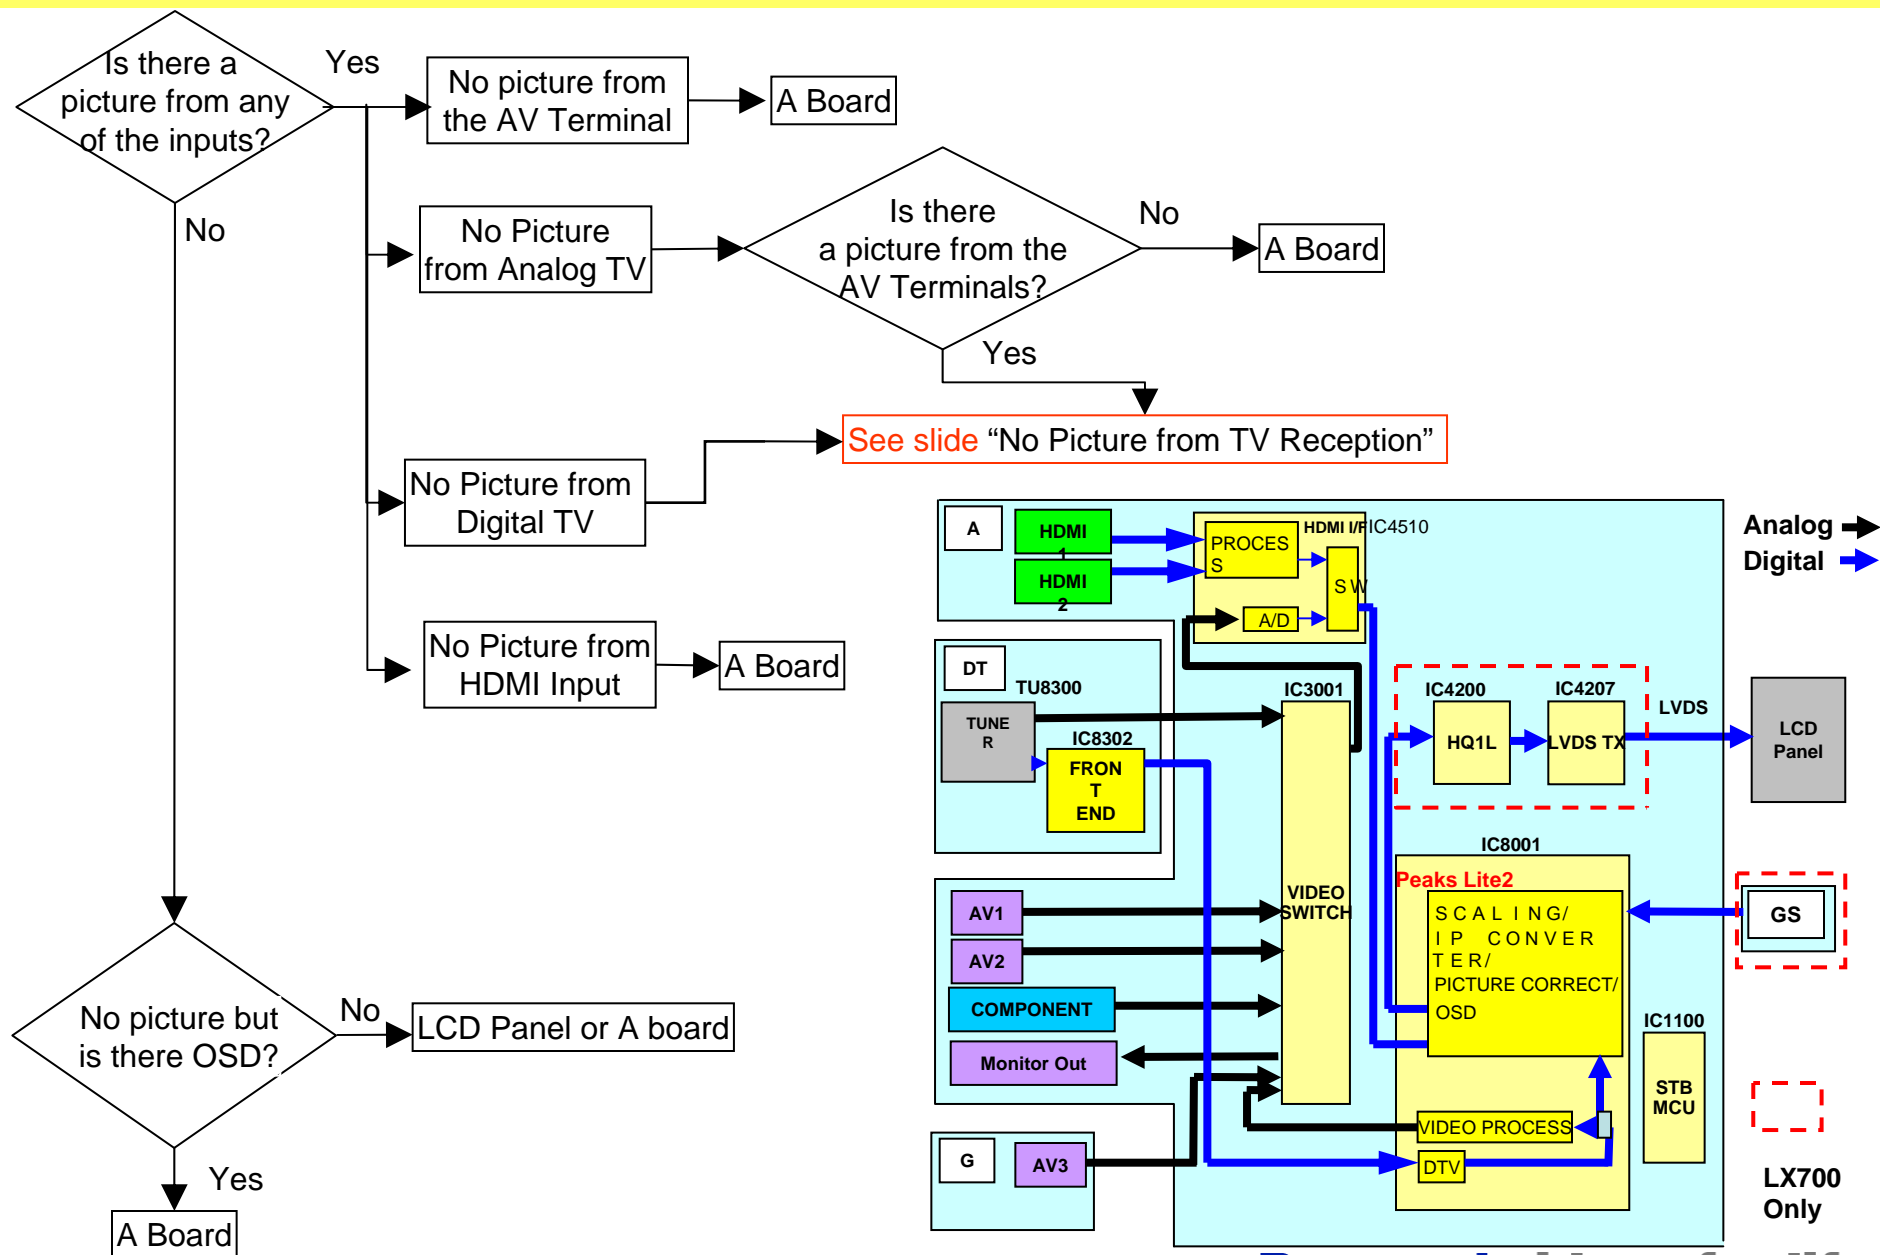 Is there a
picture from any
of the inputs?
Yes
No picture from
the AV Terminal
A Board
No
No Picture
from Analog TV
Is there
a picture from the
AV Terminals?
No
A Board
Yes
See slide “No Picture from TV Reception”
No Picture from
Digital TV
No Picture from
HDMI Input
A Board
No picture but
is there OSD?
No
LCD Panel or A board
Yes
A Board
A
HDMI
1
HDMI
2
HDMI I/F
IC4510
PROCES
S
S W
A/D
Analog
Digital
DT
TU8300
TUNE
R
IC8302
FRON
T
END
IC3001
VIDEO
SWITCH
IC4200
HQ1L
IC4207
LVDS TX
LVDS
LCD
Panel
IC8001
Peaks Lite2
SCALING/
IP CONVER
TER/
PICTURE CORRECT/
OSD
GS
AV1
AV2
COMPONENT
Monitor Out
IC1100
STB
MCU
VIDEO PROCESS
DTV
G
AV3
LX700
Only